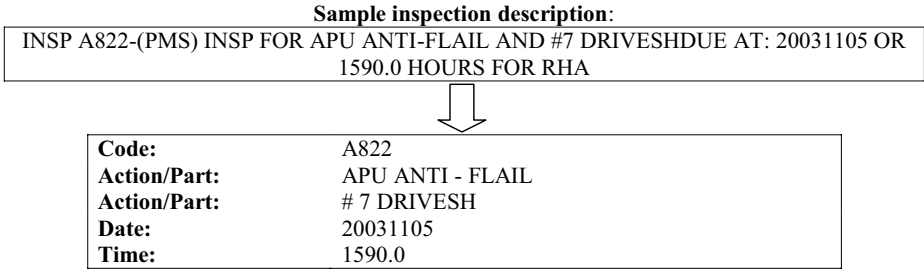 Sample inspection description:
INSP A822-(PMS) INSP FOR APU ANTI-FLAIL AND #7 DRIVESHDUE AT: 20031105 OR
1590.0 HOURS FOR RHA
Code: A822
Action/Part: APU ANTI - FLAIL
Action/Part: # 7 DRIVESH
Date: 20031105
Time: 1590.0